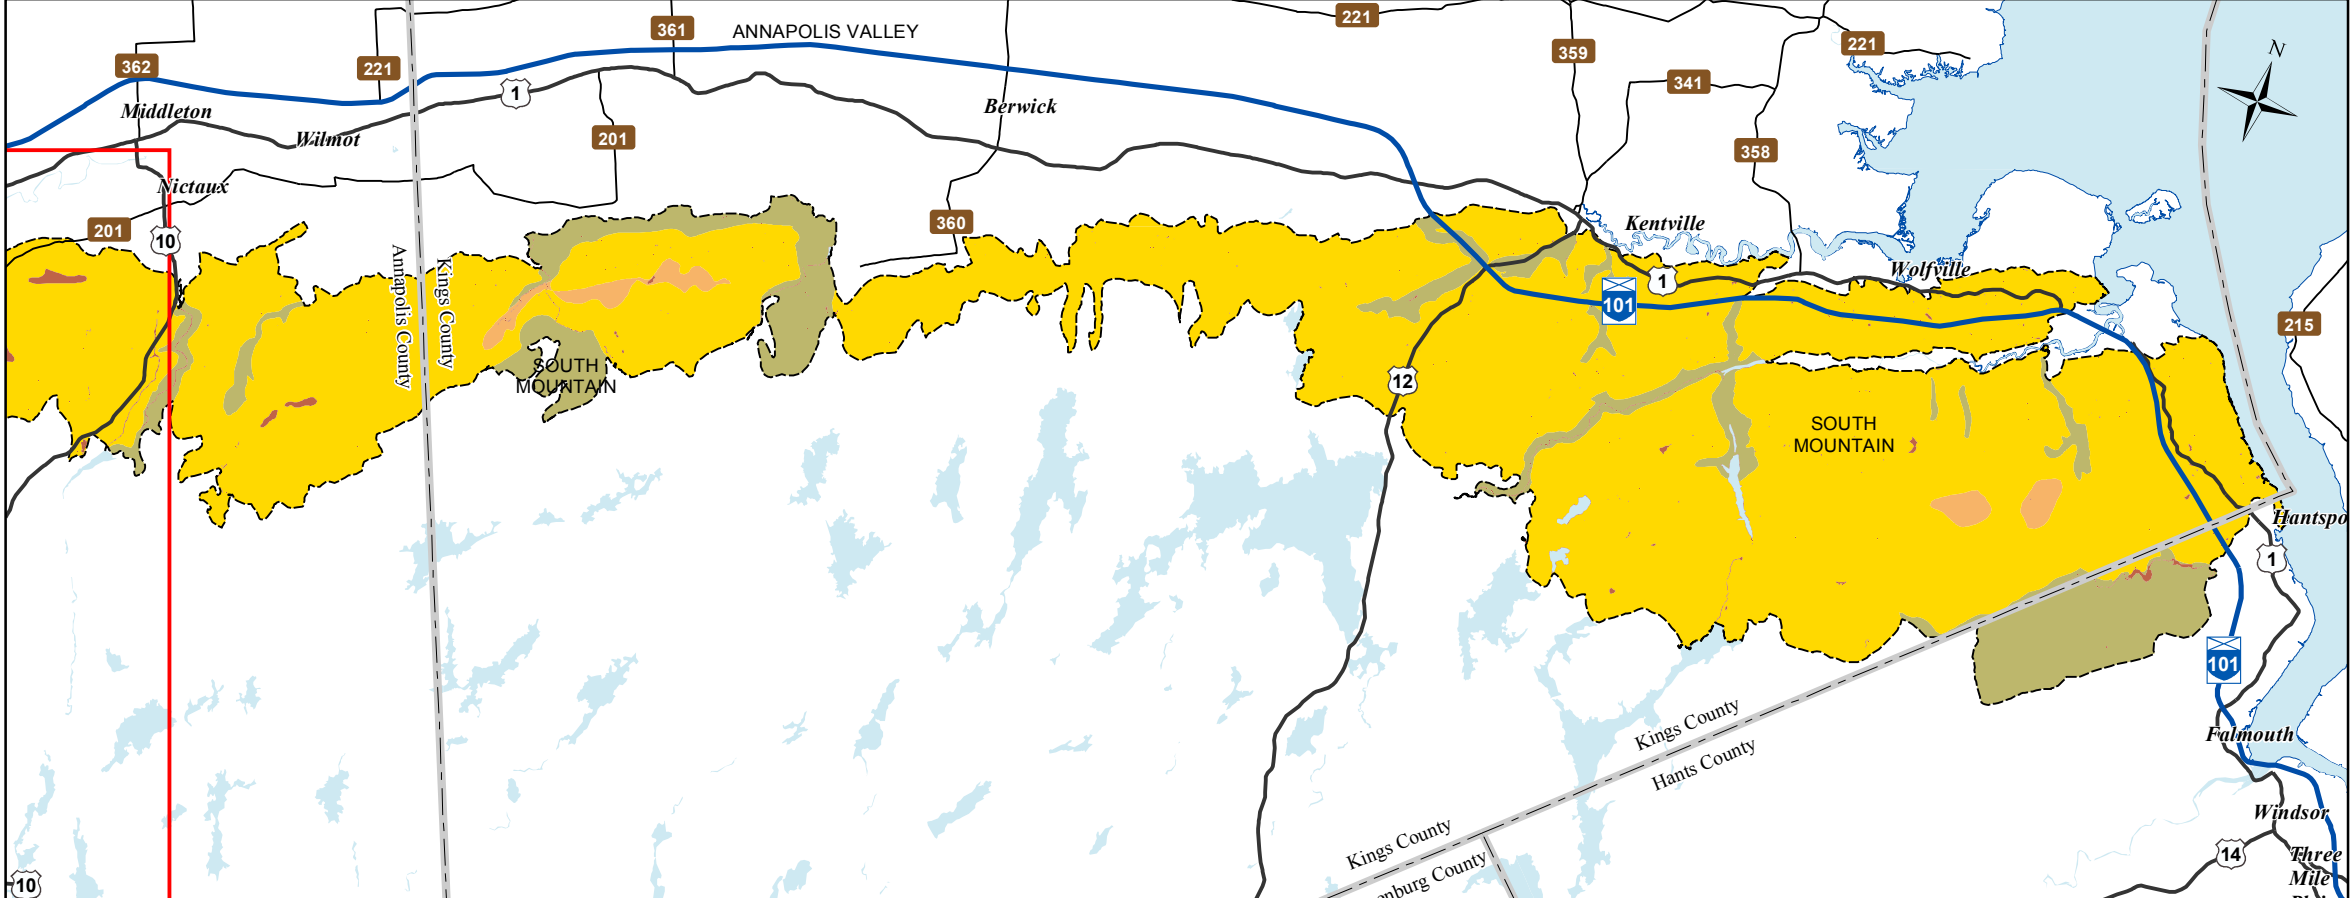 221
361
ANNAPOLIS VALLEY
359
221
N
362
221
341
1
Middleton
Berwick
Wilmot
201
358
Nictaux
360
Kentville
201
10
Annapolis County
Kings County
1
Wolfville
101
215
SOUTH
MOUNTAIN
12
SOUTH
MOUNTAIN
Hantspo
1
101
Kings County
Hants County
Falmouth
Windsor
Kings County
enburg County
14
Three
Mile
10